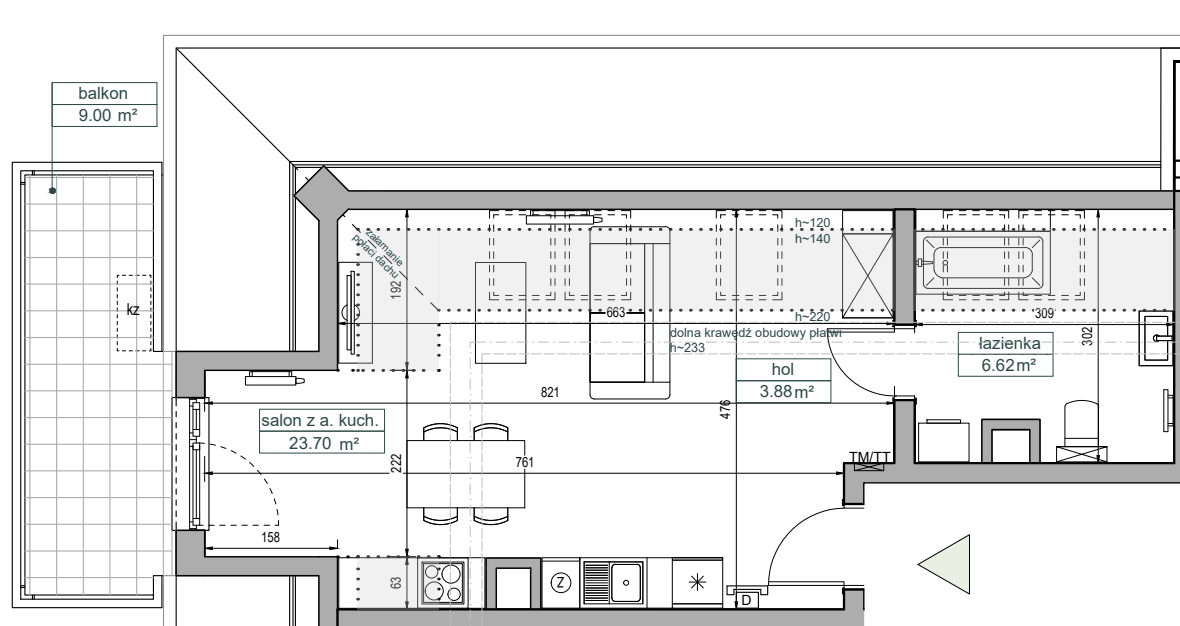 balkon
9.00 m²
h~120
h~140
załamanie
połaci dachu
192
kz
663
h~220
309
dolna krawędź obudowy płatwi
h~233
302
łazienka
6.62 m²
hol
3.88 m²
821
476
salon z a. kuch.
23.70 m²
222
761
TM/TT
158
63
Z
D